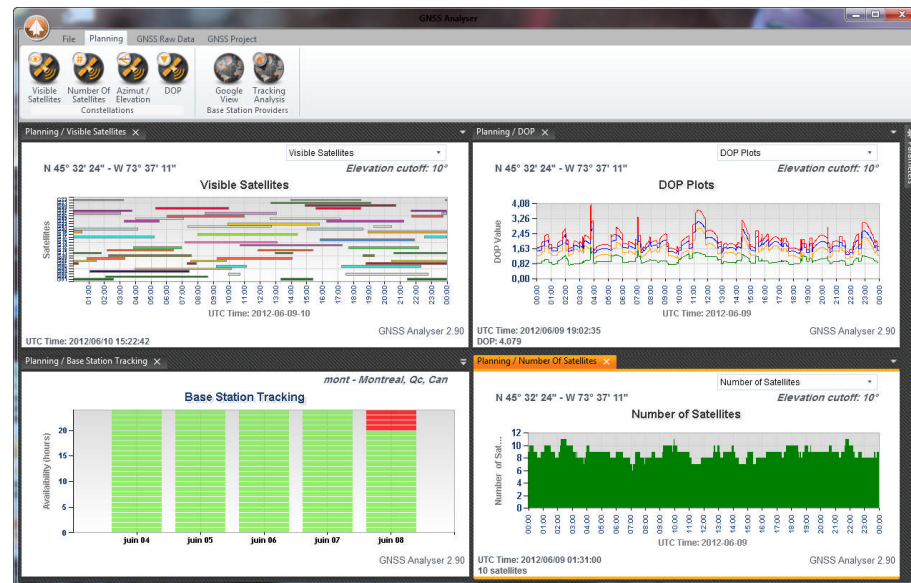 GNSS Analyser
File Planning GNSS Raw Data GNSS Project
Visible Satellites
Number Of Satellites
Azimut / Elevation
DOP
Google View
Tracking Analysis
Constellations
Base Station Providers
Planning / Visible Satellites
Visible Satellites
N 45° 32' 24" - W 73° 37' 11"
Elevation cutoff: 10°
Visible Satellites
Satellites
01:00 02:00 03:00 04:00 05:00 06:00 07:00 08:00 09:00 10:00 11:00 12:00 13:00 14:00 15:00 16:00 17:00 18:00 19:00 20:00 21:00 22:00 23:00 00:00
UTC Time: 2012-06-09-10
GNSS Analyser 2.90
UTC Time: 2012/06/10 15:22:42
Planning / DOP
Parameters
DOP Plots
N 45° 32' 24" - W 73° 37' 11"
Elevation cutoff: 10°
DOP Plots
DOP Value
4,08
3,26
2,45
1,63
0,82
0,00
00:00 01:00 02:00 03:00 04:00 05:00 06:00 07:00 08:00 09:00 10:00 11:00 12:00 13:00 14:00 15:00 16:00 17:00 18:00 19:00 20:00 21:00 22:00 23:00 00:00
UTC Time: 2012-06-09
UTC Time: 2012/06/09 19:02:35
GNSS Analyser 2.90
DOP: 4.079
Planning / Base Station Tracking
mont - Montreal, Qc, Can
Base Station Tracking
Availability (hours)
20
15
10
5
0
juin 04 juin 05 juin 06 juin 07 juin 08
GNSS Analyser 2.90
Planning / Number Of Satellites
Number of Satellites
N 45° 32' 24" - W 73° 37' 11"
Elevation cutoff: 10°
Number of Satellites
Number of Sat...
12
10
8
6
4
2
0
00:00 01:00 02:00 03:00 04:00 05:00 06:00 07:00 08:00 09:00 10:00 11:00 12:00 13:00 14:00 15:00 16:00 17:00 18:00 19:00 20:00 21:00 22:00 23:00 00:00
UTC Time: 2012-06-09
UTC Time: 2012/06/09 01:31:00
GNSS Analyser 2.90
10 satellites